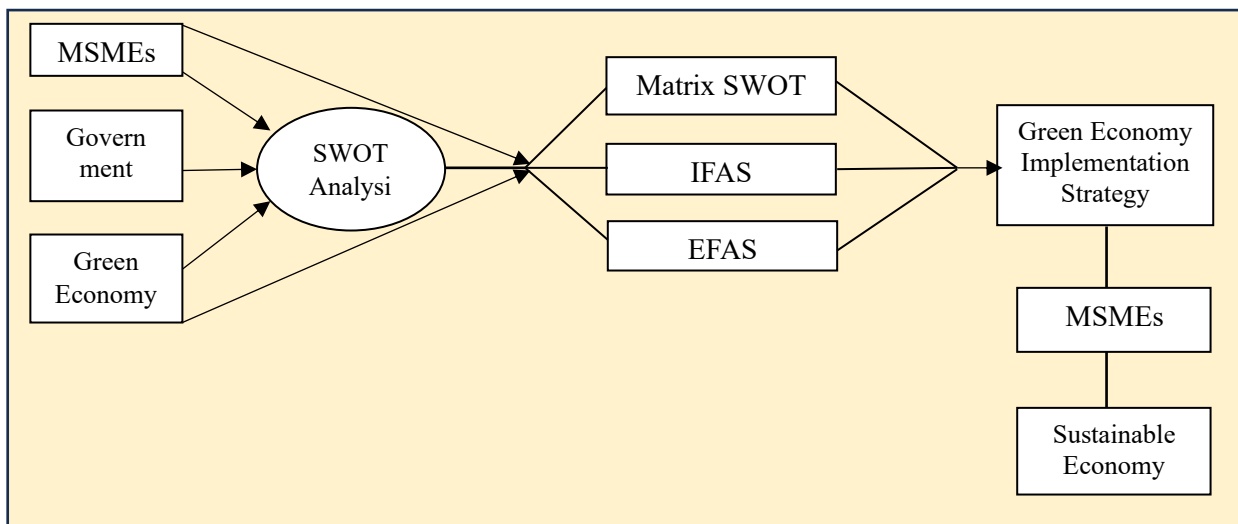 MSMEs
Govern
ment
Green
Economy
SWOT
Analysi
Matrix SWOT
IFAS
EFAS
Green Economy
Implementation
Strategy
MSMEs
Sustainable
Economy